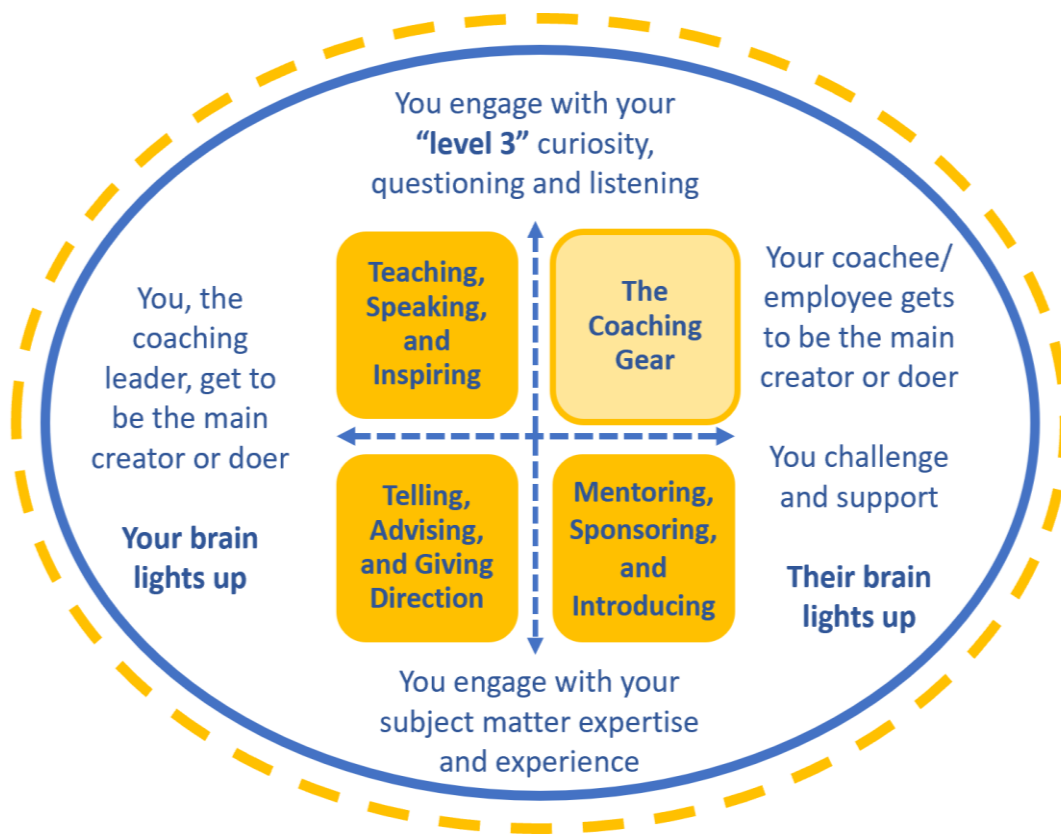 You engage with your
“level 3” curiosity,
questioning and listening
Teaching,
Speaking,
and
Inspiring
The
Coaching
Gear
You, the
coaching
leader, get to
be the main
creator or doer
Your brain
lights up
Your coachee/
employee gets
to be the main
creator or doer
You challenge
and support
Their brain
lights up
Telling,
Advising,
and Giving
Direction
Mentoring,
Sponsoring,
and
Introducing
You engage with your
subject matter expertise
and experience